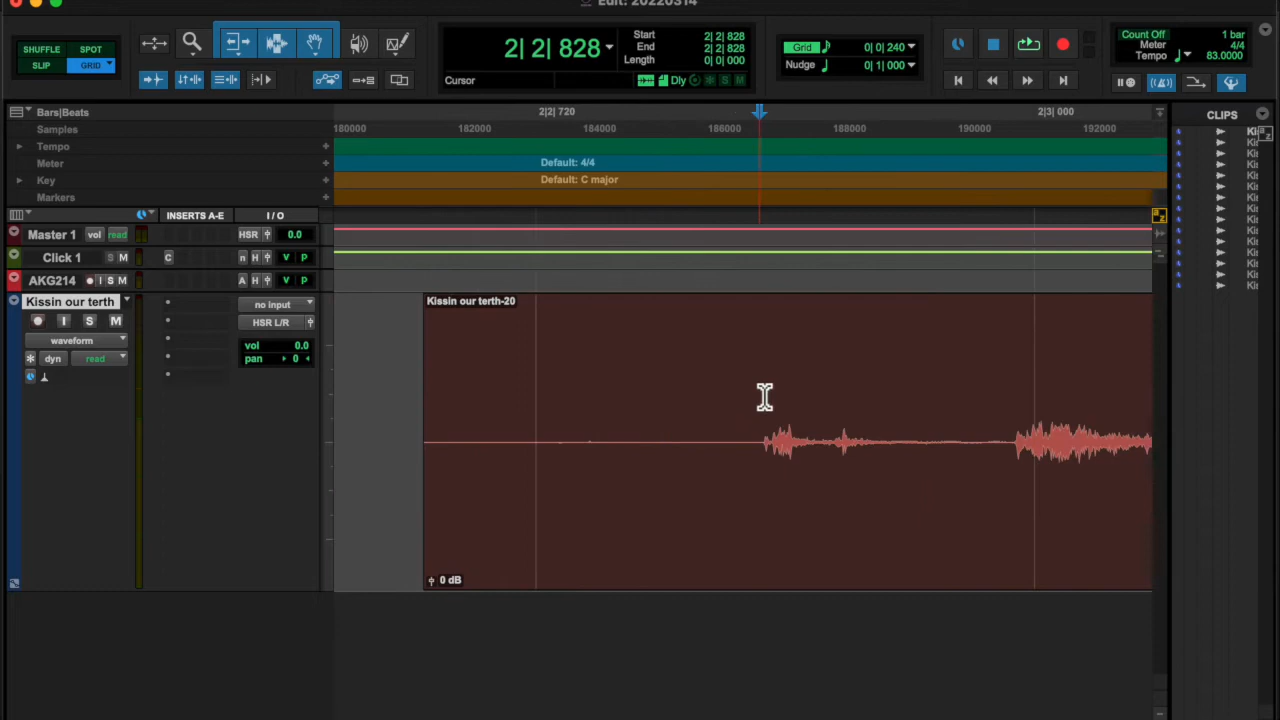 Edit: 20220314
SHUFFLE SPOT
SLIP GRID
2| 2| 828
Start 2| 2| 828
End 2| 2| 828
Length 0| 0| 000
Cursor
Dly S M
Grid 0| 0| 240
Nudge 0| 1| 000
Count Off 1 bar
Meter 4/4
Tempo 83.0000
Bars|Beats 2|2| 720 2|3| 000
Samples 180000 182000 184000 186000 188000 190000 192000
Tempo
Meter Default: 4/4
Key Default: C major
Markers
INSERTS A-E I / O
Master 1 vol read HSR 0.0
Click 1 S M C n H v p
AKG214 I S M A H v p
Kissin our terth no input
I S M HSR L/R
waveform vol 0.0
dyn read pan 0
Kissin our terth-20
0 dB
CLIPS
a z